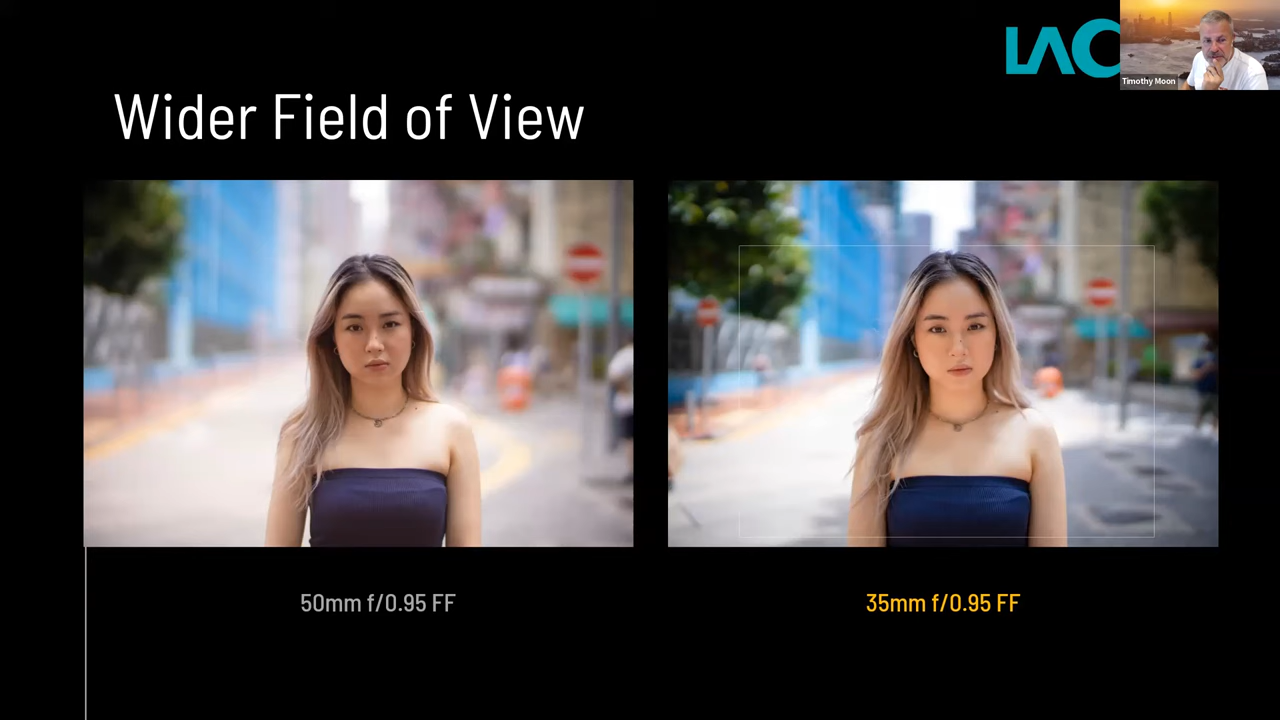 LAO
Timothy Moon
Wider Field of View
50mm f/0.95 FF
35mm f/0.95 FF